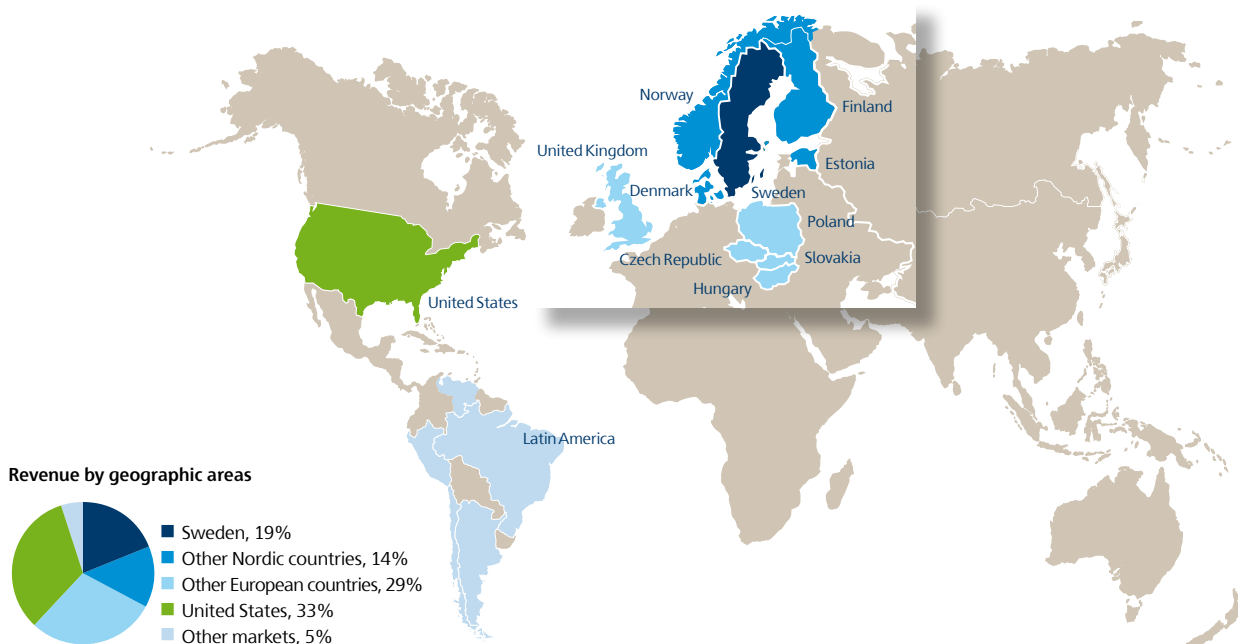 Norway
Finland
United Kingdom
Estonia
Denmark
Sweden
Poland
Czech Republic
Slovakia
Hungary
United States
Latin America
Revenue by geographic areas
Sweden, 19%
Other Nordic countries, 14%
Other European countries, 29%
United States, 33%
Other markets, 5%